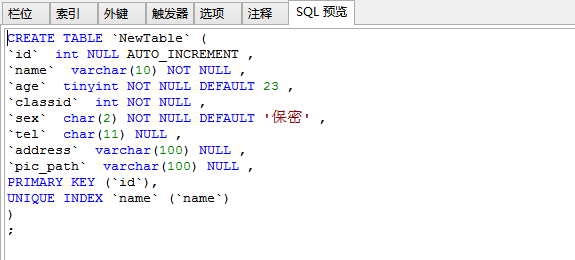 栏位 索引 外键 触发器 选项 注释 SQL 预览
CREATE TABLE `NewTable` (
`id`  int NULL AUTO_INCREMENT ,
`name`  varchar(10) NOT NULL ,
`age`  tinyint NOT NULL DEFAULT 23 ,
`classid`  int NOT NULL ,
`sex`  char(2) NOT NULL DEFAULT '保密' ,
`tel`  char(11) NULL ,
`address`  varchar(100) NULL ,
`pic_path`  varchar(100) NULL ,
PRIMARY KEY (`id`),
UNIQUE INDEX `name` (`name`)
)
;